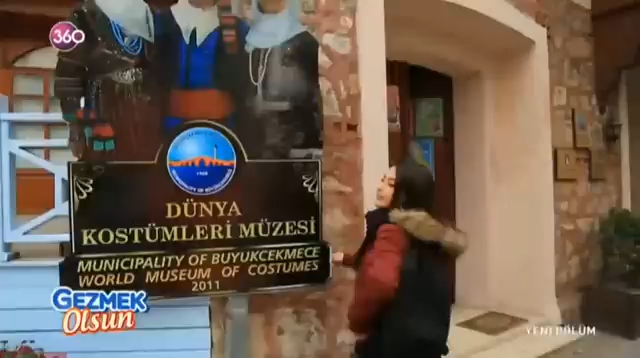 360
DÜNYA
KOSTÜMLERİ MÜZESİ
MUNICIPALITY OF BUYUKCEKMECE
WORLD MUSEUM OF COSTUMES
2011
GEZMEK
Olsun
YENİ BÖLÜM